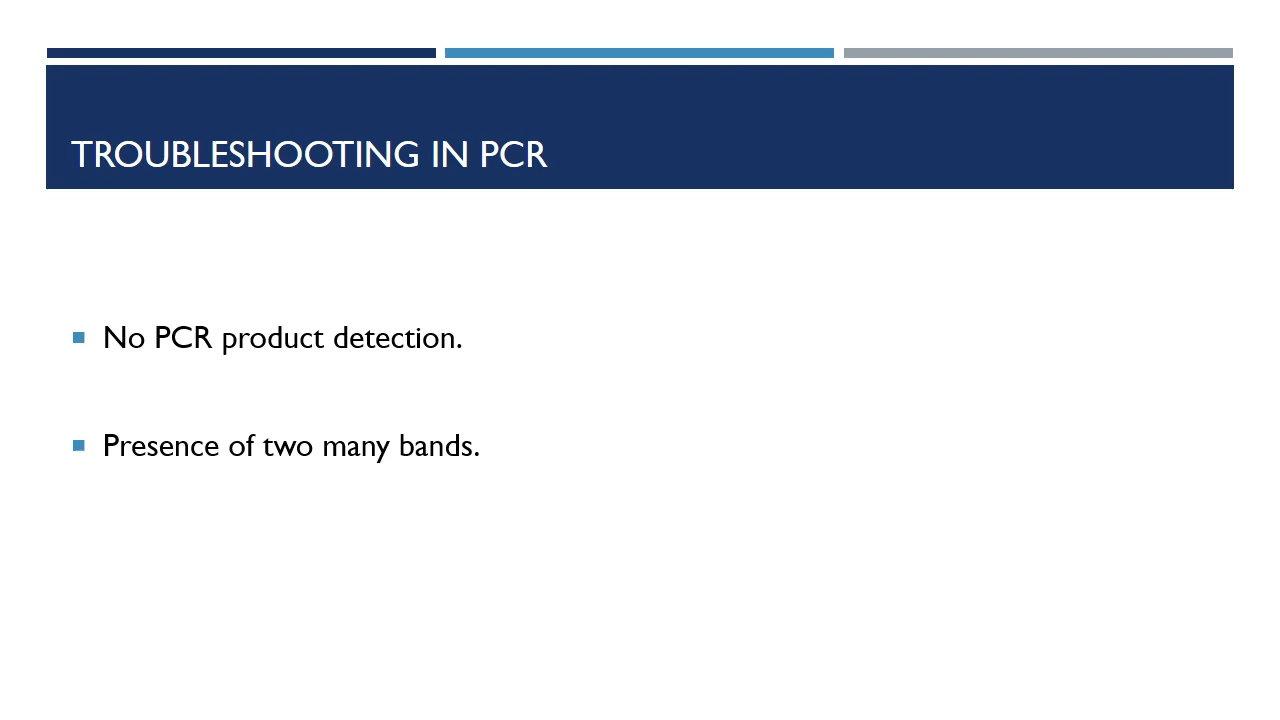 TROUBLESHOOTING IN PCR
No PCR product detection.
Presence of two many bands.